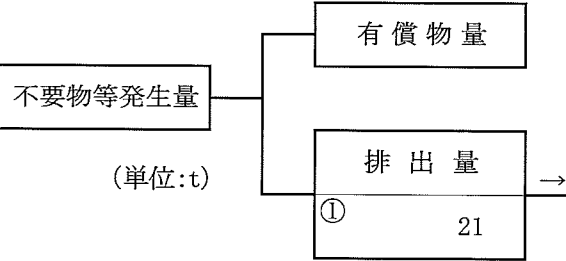 有償物量
不要物等発生量
(単位:t)
排出量
→
①
21